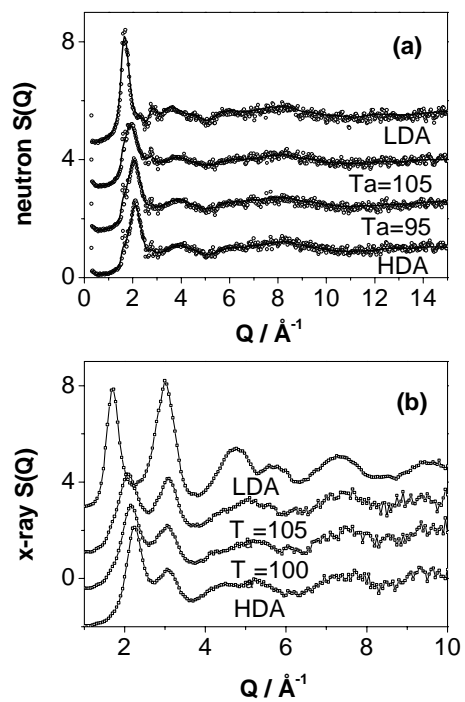 8
(a)
neutron S(Q)
4
LDA
Ta=105
Ta=95
0
HDA
0 2 4 6 8 10 12 14
Q / Å⁻¹
8
(b)
x-ray S(Q)
4
LDA
T =105
0
T =100
HDA
2 4 6 8 10
Q / Å⁻¹